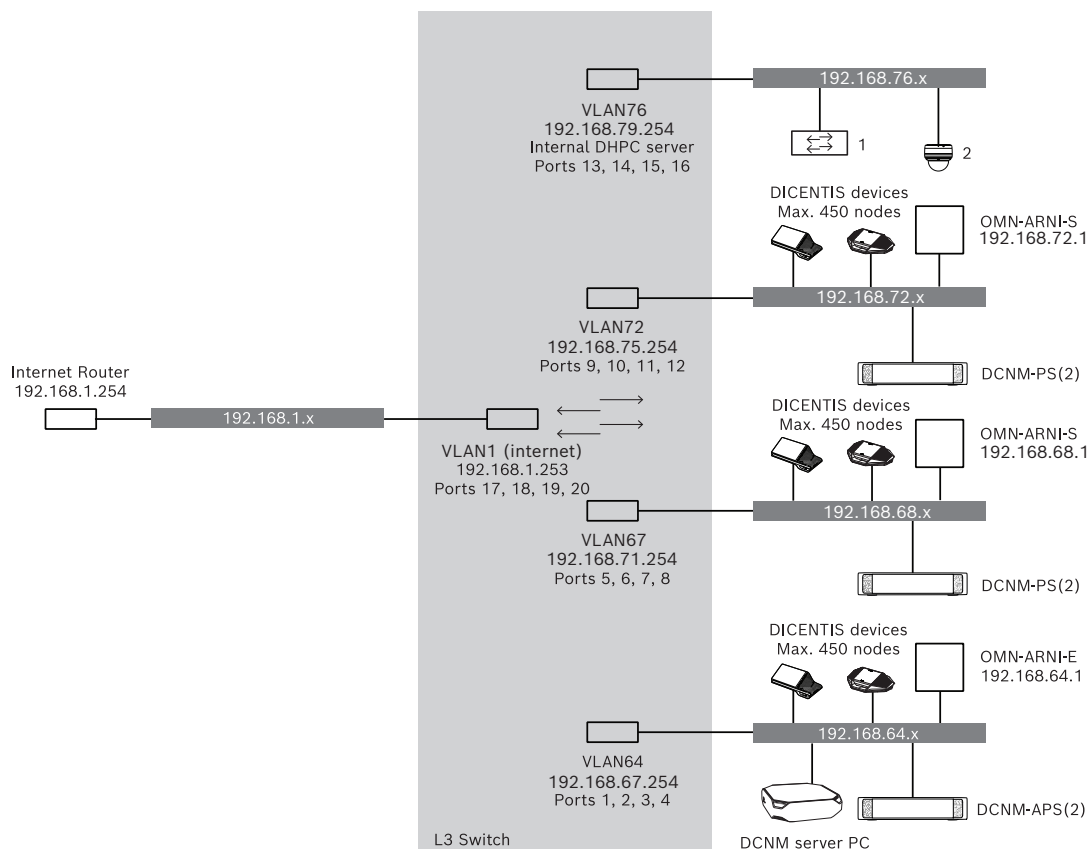 192.168.76.x
VLAN76
192.168.79.254
Internal DHPC server
Ports 13, 14, 15, 16
1
2
DICENTIS devices
Max. 450 nodes
OMN-ARNI-S
192.168.72.1
192.168.72.x
VLAN72
192.168.75.254
Ports 9, 10, 11, 12
DCNM-PS(2)
Internet Router
192.168.1.254
192.168.1.x
VLAN1 (internet)
192.168.1.253
Ports 17, 18, 19, 20
DICENTIS devices
Max. 450 nodes
OMN-ARNI-S
192.168.68.1
192.168.68.x
VLAN67
192.168.71.254
Ports 5, 6, 7, 8
DCNM-PS(2)
DICENTIS devices
Max. 450 nodes
OMN-ARNI-E
192.168.64.1
192.168.64.x
VLAN64
192.168.67.254
Ports 1, 2, 3, 4
DCNM-APS(2)
L3 Switch
DCNM server PC